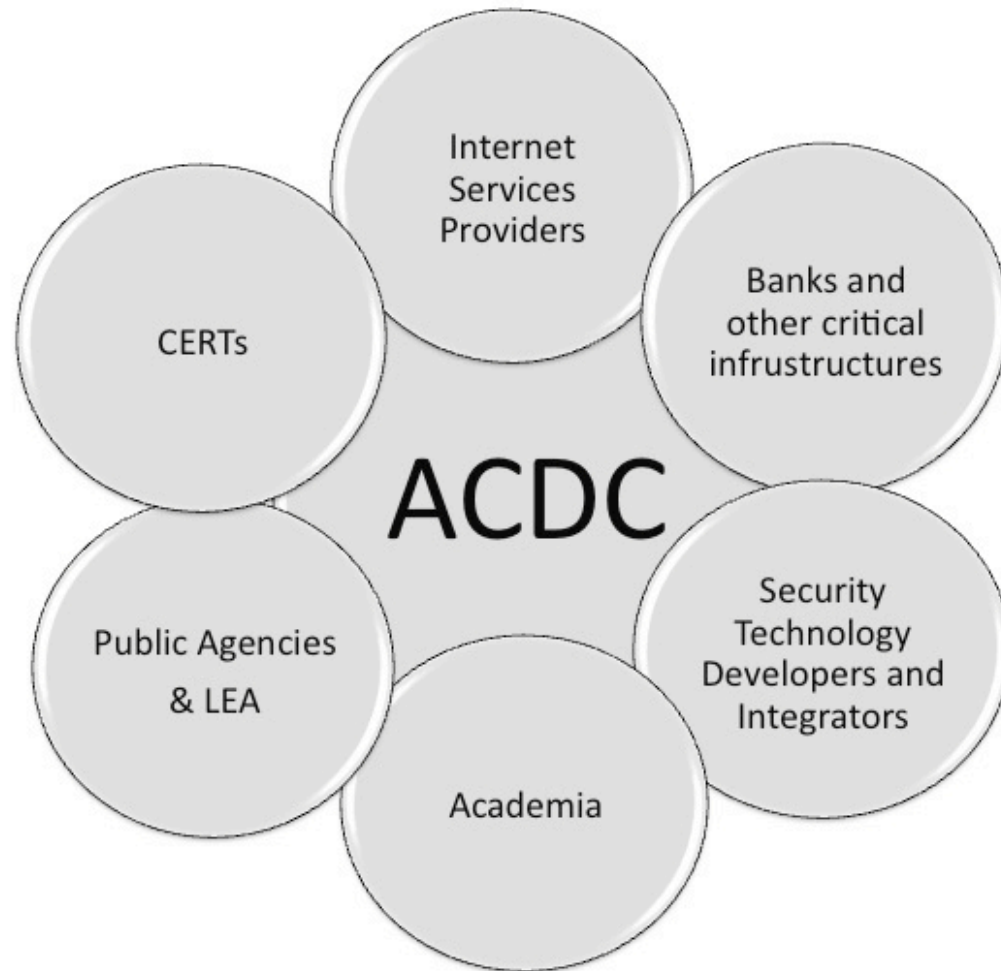 Internet
Services
Providers
Banks and
other critical
infrustructures
CERTs
ACDC
Security
Technology
Developers and
Integrators
Public Agencies
& LEA
Academia